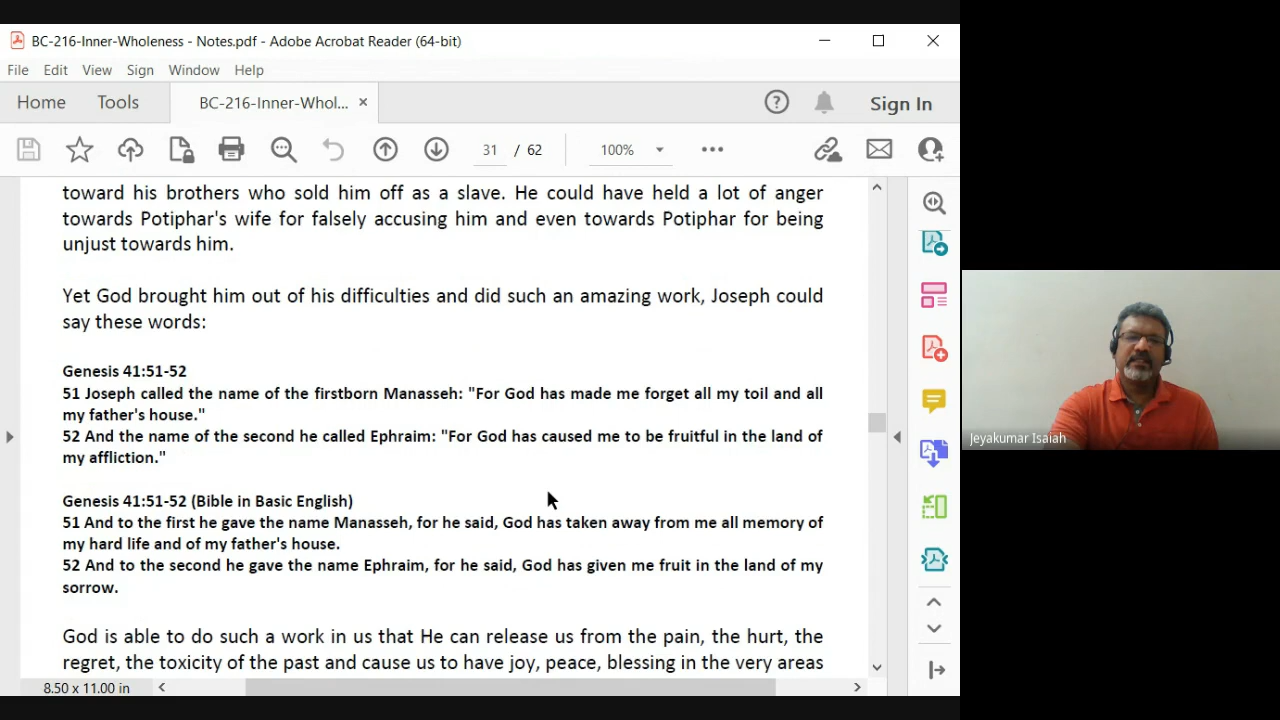 BC-216-Inner-Wholeness - Notes.pdf - Adobe Acrobat Reader (64-bit)
File Edit View Sign Window Help
Home Tools BC-216-Inner-Whol... × Sign In
31 / 62 100%
toward his brothers who sold him off as a slave. He could have held a lot of anger
towards Potiphar's wife for falsely accusing him and even towards Potiphar for being
unjust towards him.
Yet God brought him out of his difficulties and did such an amazing work, Joseph could
say these words:
Genesis 41:51-52
51 Joseph called the name of the firstborn Manasseh: "For God has made me forget all my toil and all
my father's house."
52 And the name of the second he called Ephraim: "For God has caused me to be fruitful in the land of
my affliction."
Genesis 41:51-52 (Bible in Basic English)
51 And to the first he gave the name Manasseh, for he said, God has taken away from me all memory of
my hard life and of my father's house.
52 And to the second he gave the name Ephraim, for he said, God has given me fruit in the land of my
sorrow.
God is able to do such a work in us that He can release us from the pain, the hurt, the
regret, the toxicity of the past and cause us to have joy, peace, blessing in the very areas
8.50 x 11.00 in
Jeyakumar Isaiah